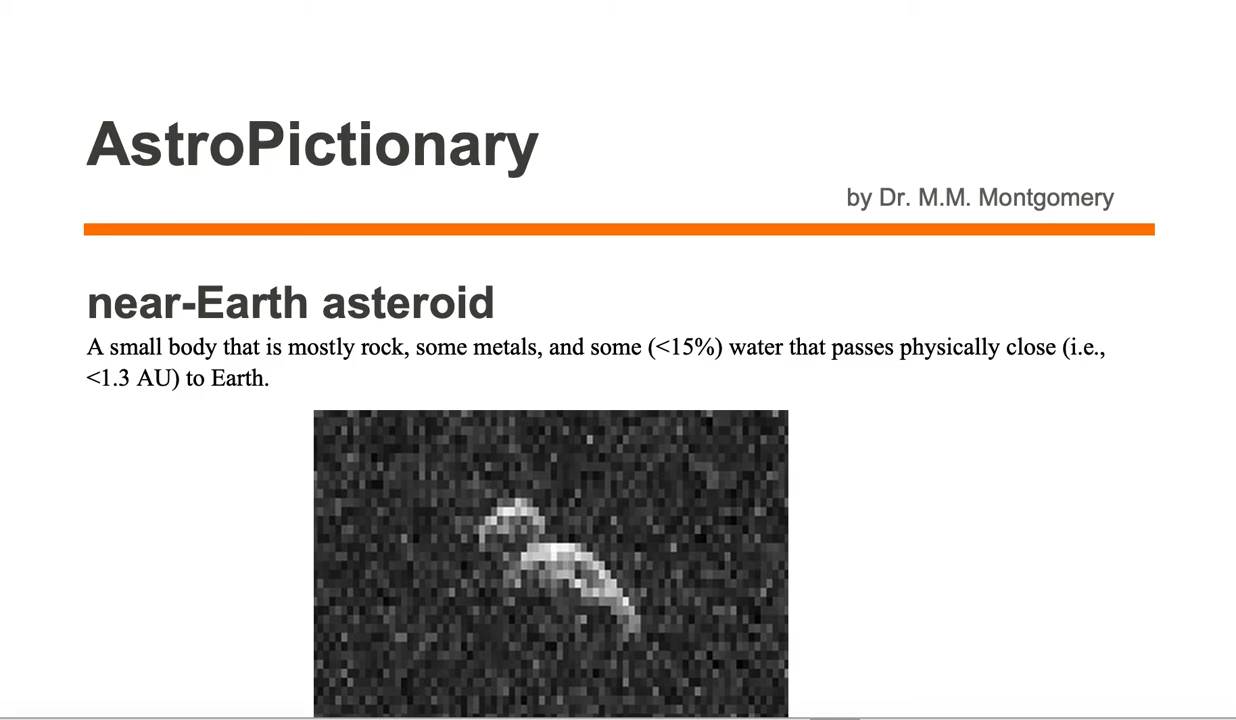 AstroPictionary
by Dr. M.M. Montgomery
near-Earth asteroid
A small body that is mostly rock, some metals, and some (<15%) water that passes physically close (i.e.,
<1.3 AU) to Earth.